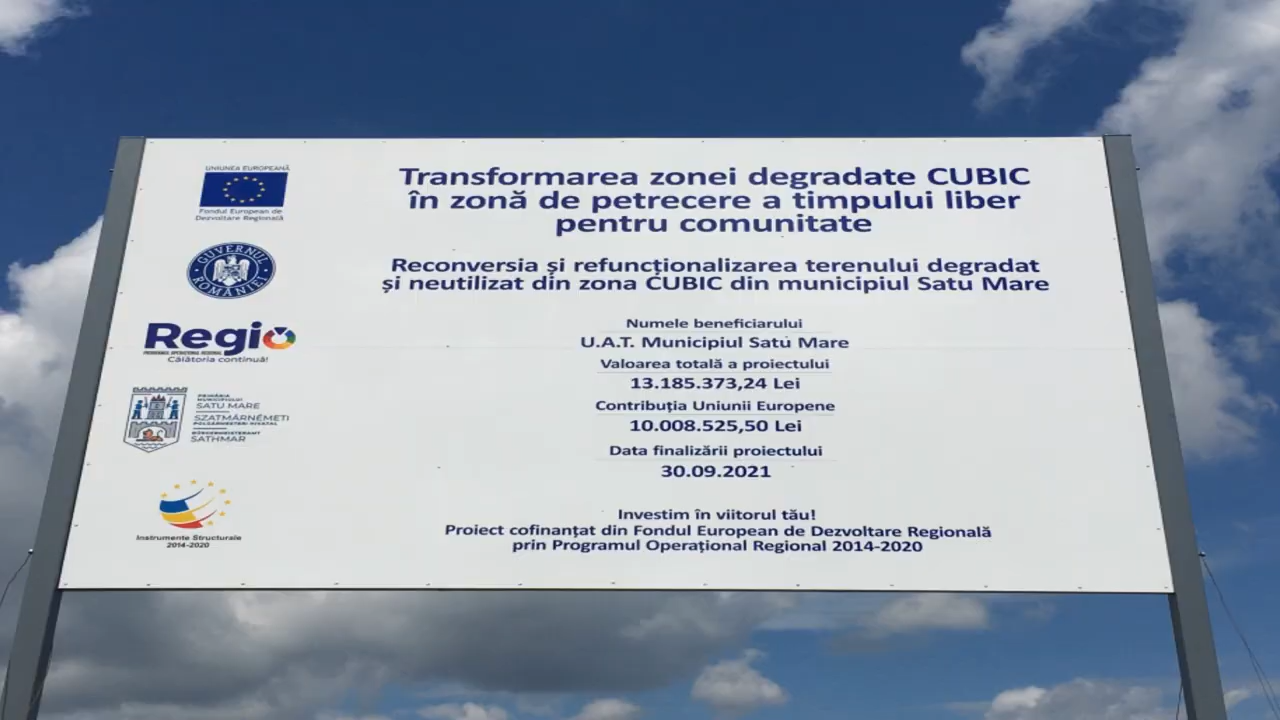 UNIUNEA EUROPEANĂ
Fondul European de
Dezvoltare Regională
GUVERNUL ROMÂNIEI
Regio
PROGRAMUL OPERAȚIONAL REGIONAL
Călătoria continuă!
PRIMĂRIA
MUNICIPIULUI
SATU MARE
SZATMÁRNÉMETI
POLGÁRMESTERI HIVATAL
BÜRGERMEISTERAMT
SATHMAR
Instrumente Structurale
2014-2020
Transformarea zonei degradate CUBIC
în zonă de petrecere a timpului liber
pentru comunitate
Reconversia și refuncționalizarea terenului degradat
și neutilizat din zona CUBIC din municipiul Satu Mare
Numele beneficiarului
U.A.T. Municipiul Satu Mare
Valoarea totală a proiectului
13.185.373,24 Lei
Contribuția Uniunii Europene
10.008.525,50 Lei
Data finalizării proiectului
30.09.2021
Investim în viitorul tău!
Proiect cofinanțat din Fondul European de Dezvoltare Regională
prin Programul Operațional Regional 2014-2020